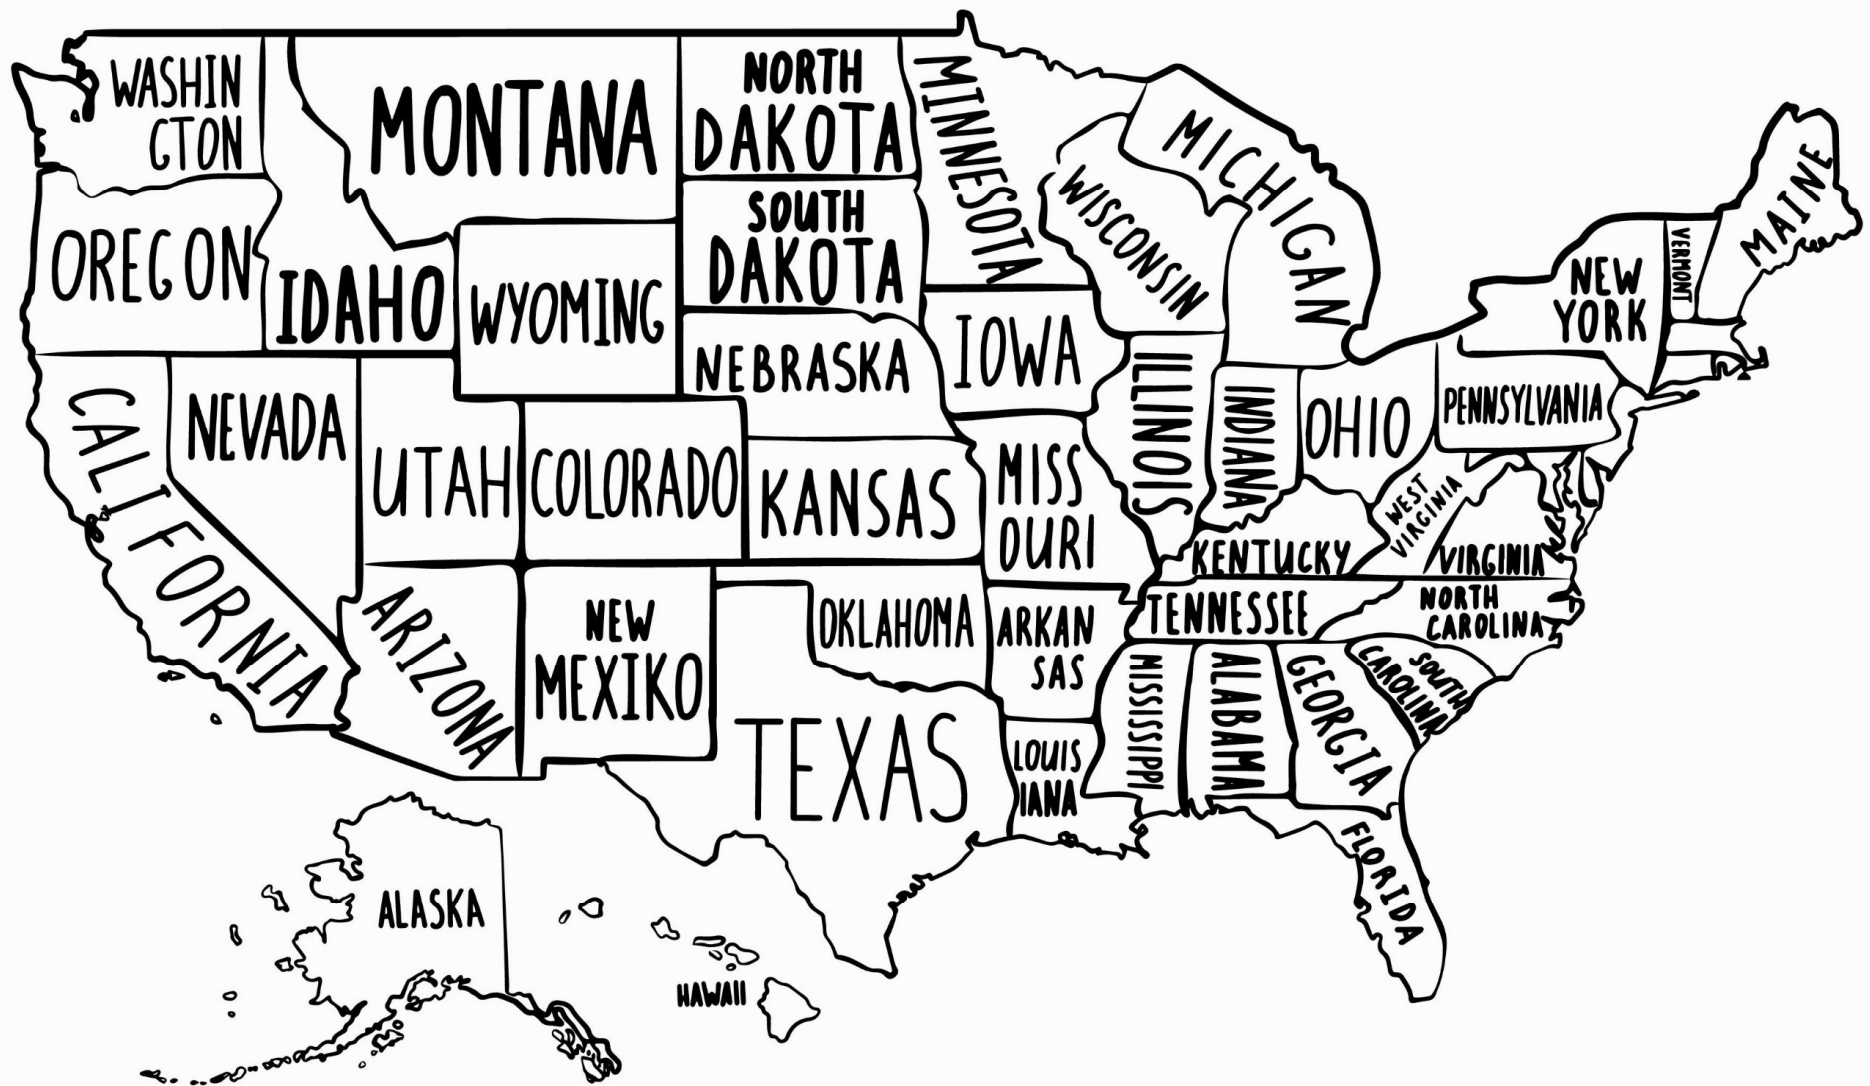 WASHIN
GTON
MONTANA
NORTH
DAKOTA
MINNESOTA
MICHIGAN
MAINE
OREGON
IDAHO
WYOMING
SOUTH
DAKOTA
WISCONSIN
VERMONT
NEW
YORK
NEBRASKA
IOWA
CALIFORNIA
NEVADA
UTAH
COLORADO
KANSAS
MISS
OURI
ILLINOIS
INDIANA
OHIO
PENNSYLVANIA
WEST
VIRGINIA
KENTUCKY
VIRGINIA
ARIZONA
NEW
MEXIKO
OKLAHOMA
ARKAN
SAS
TENNESSEE
NORTH
CAROLINA
TEXAS
LOUIS
IANA
MISSISSIPPI
ALABAMA
GEORGIA
SOUTH
CAROLINA
FLORIDA
ALASKA
HAWAII